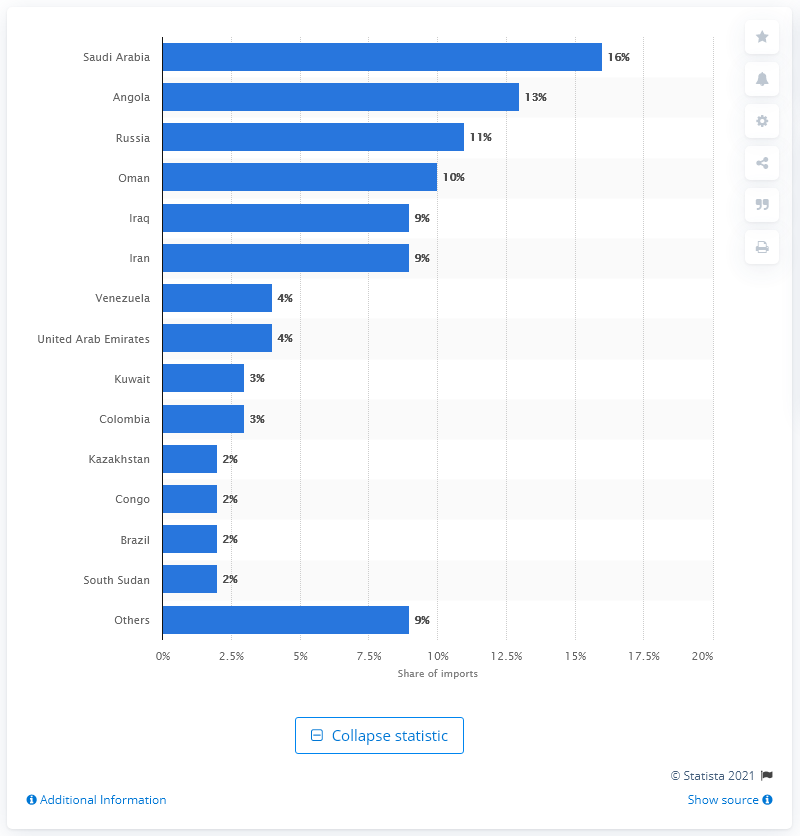 Saudi Arabia 16%
Angola 13%
Russia 11%
Oman 10%
Iraq 9%
Iran 9%
Venezuela 4%
United Arab Emirates 4%
Kuwait 3%
Colombia 3%
Kazakhstan 2%
Congo 2%
Brazil 2%
South Sudan 2%
Others 9%
0% 2.5% 5% 7.5% 10% 12.5% 15% 17.5% 20%
Share of imports
Collapse statistic
© Statista 2021
Additional Information Show source